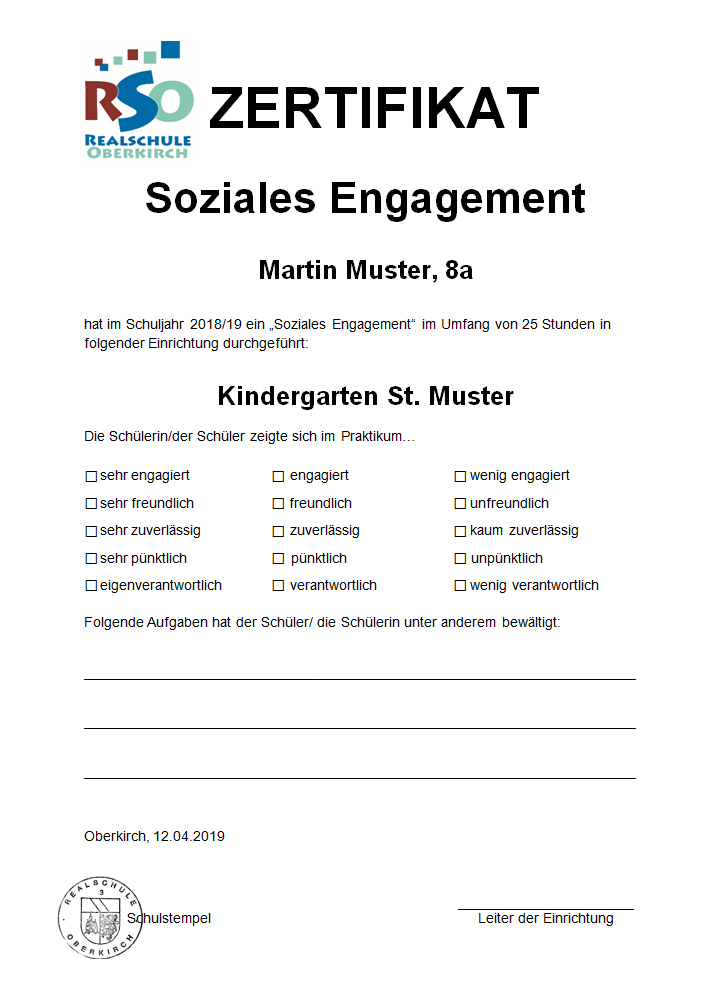 RSO
REALSCHULE
OBERKIRCH
ZERTIFIKAT
Soziales Engagement
Martin Muster, 8a
hat im Schuljahr 2018/19 ein „Soziales Engagement“ im Umfang von 25 Stunden in
folgender Einrichtung durchgeführt:
Kindergarten St. Muster
Die Schülerin/der Schüler zeigte sich im Praktikum…
☐ sehr engagiert ☐ engagiert ☐ wenig engagiert
☐ sehr freundlich ☐ freundlich ☐ unfreundlich
☐ sehr zuverlässig ☐ zuverlässig ☐ kaum zuverlässig
☐ sehr pünktlich ☐ pünktlich ☐ unpünktlich
☐ eigenverantwortlich ☐ verantwortlich ☐ wenig verantwortlich
Folgende Aufgaben hat der Schüler/ die Schülerin unter anderem bewältigt:
Oberkirch, 12.04.2019
REALSCHULE
3
OBERKIRCH
Schulstempel Leiter der Einrichtung